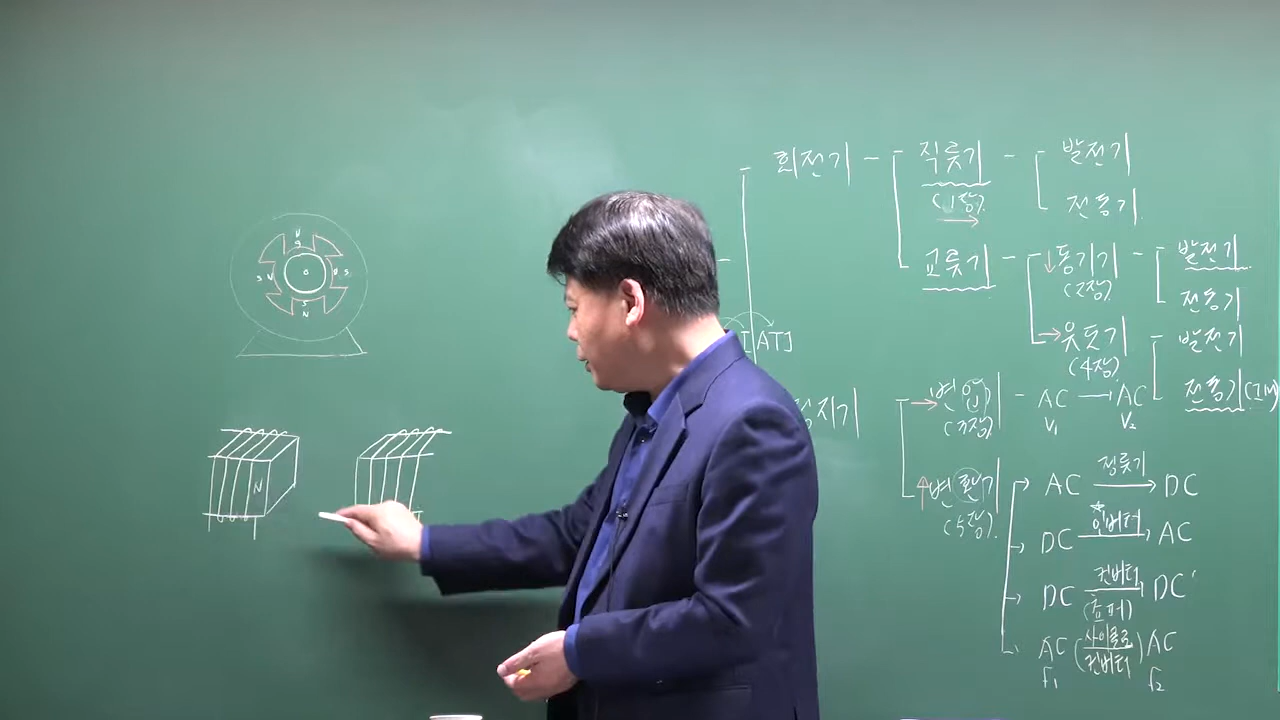 N
S
S N
N S
S
N
N
[AT]
회전기 직류기 발전기
(1장) 전동기
교류기 동기기 발전기
(2장) 전동기
유도기 발전기
(4장) 전동기
지기 변압기 AC → AC
(3장) V₁ V₂
변환기 AC 정류기 → DC
(5장) DC 인버터 AC
DC 컨버터 DC'
(쵸퍼)
AC (사이클로 컨버터) AC
f₁ f₂